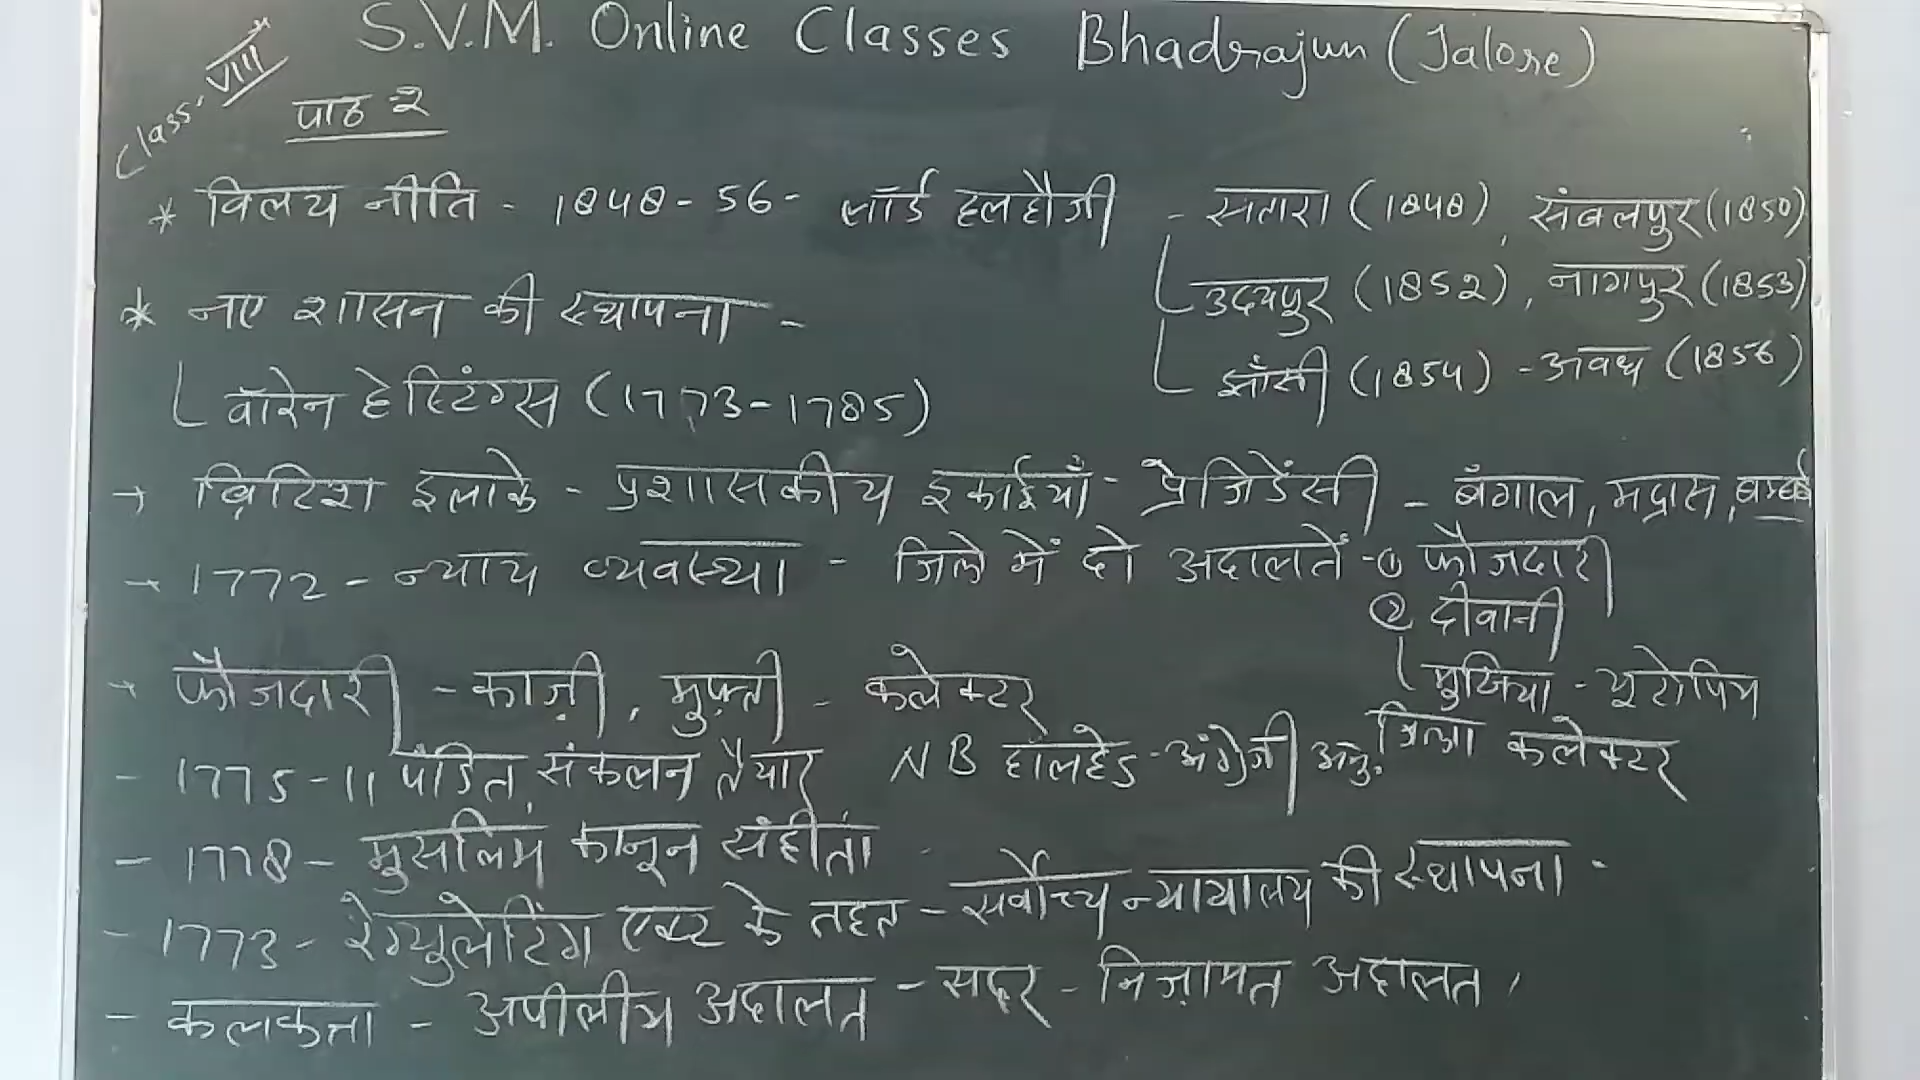 S.V.M. Online Classes Bhadrajun (Jalore)
Class- VIII
पाठ-2
* विलय नीति - 1848-56- लॉर्ड डलहौजी - सतारा (1848), संबलपुर (1850)
उदयपुर (1852), नागपुर (1853)
झाँसी (1854) - अवध (1856)
* नए शासन की स्थापना -
वॉरेन हेस्टिंग्स (1773-1785)
→ ब्रिटिश इलाके - प्रशासकीय इकाईयाँ - प्रेजिडेंसी - बंगाल, मद्रास, बम्बई
→ 1772 - न्याय व्यवस्था - जिले में दो अदालतें - ① फौजदारी
② दीवानी
मुखिया - यूरोपिय
जिला कलेक्टर
→ फौजदारी - काज़ी, मुफ़्ती - कलेक्टर
- 1775-11 पंडित, संकलन तैयार NB हालहेड - अंग्रेजी अनु.
- 1778 - मुसलिम कानून संहीता
- 1773 - रेग्युलेटिंग एक्ट के तहत - सर्वोच्च न्यायालय की स्थापना -
- कलकत्ता - अपीलीय अदालत - सदर - निज़ामत अदालत,